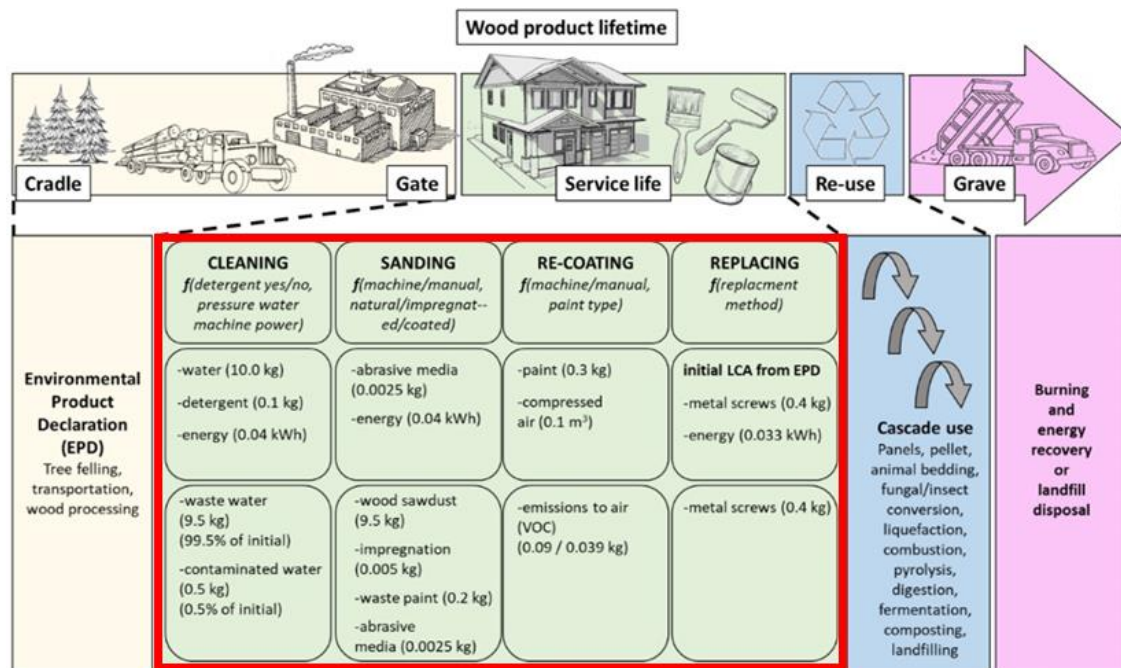 Wood product lifetime
Cradle
Gate
Service life
Re-use
Grave
Environmental
Product
Declaration
(EPD)
Tree felling,
transportation,
wood processing
CLEANING
f(detergent yes/no,
pressure water
machine power)
-water (10.0 kg)
-detergent (0.1 kg)
-energy (0.04 kWh)
-waste water
(9.5 kg)
(99.5% of initial)
-contaminated water
(0.5 kg)
(0.5% of initial)
SANDING
f(machine/manual,
natural/impregnat--
ed/coated)
-abrasive media
(0.0025 kg)
-energy (0.04 kWh)
-wood sawdust
(9.5 kg)
-impregnation
(0.005 kg)
-waste paint (0.2 kg)
-abrasive
media (0.0025 kg)
RE-COATING
f(machine/manual,
paint type)
-paint (0.3 kg)
-compressed
air (0.1 m³)
-emissions to air
(VOC)
(0.09 / 0.039 kg)
REPLACING
f(replacment
method)
initial LCA from EPD
-metal screws (0.4 kg)
-energy (0.033 kWh)
-metal screws (0.4 kg)
Cascade use
Panels, pellet,
animal bedding,
fungal/insect
conversion,
liquefaction,
combustion,
pyrolysis,
digestion,
fermentation,
composting,
landfilling
Burning
and
energy
recovery
or
landfill
disposal